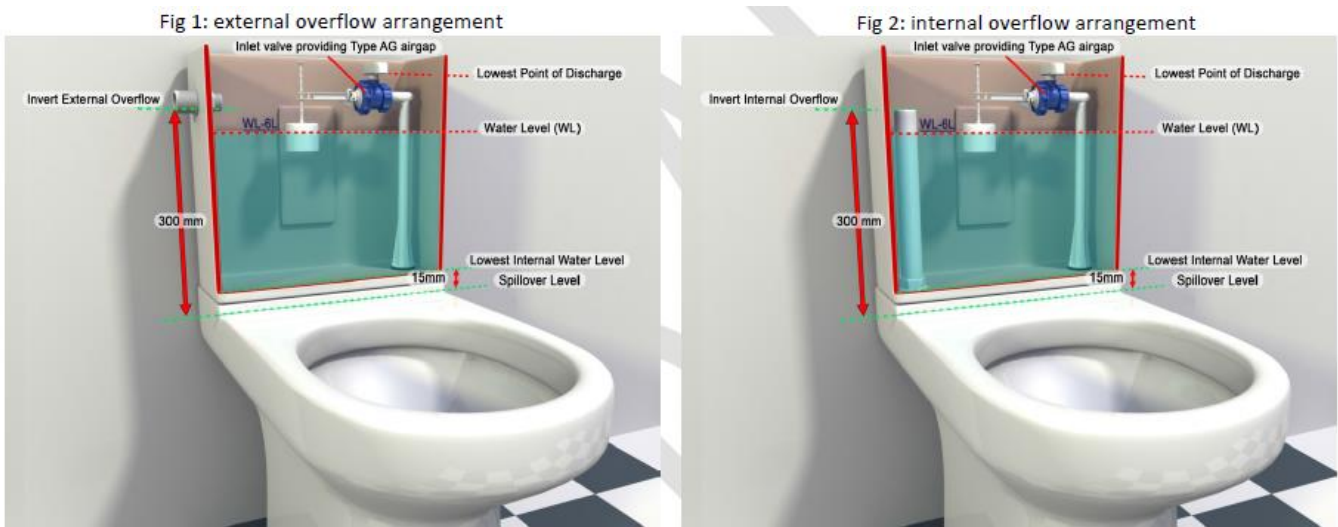 Fig 1: external overflow arrangement
Inlet valve providing Type AG airgap
Lowest Point of Discharge
Invert External Overflow
WL-6L
Water Level (WL)
300 mm
Lowest Internal Water Level
15mm
Spillover Level
Fig 2: internal overflow arrangement
Inlet valve providing Type AG airgap
Lowest Point of Discharge
Invert Internal Overflow
WL-6L
Water Level (WL)
300 mm
Lowest Internal Water Level
15mm
Spillover Level